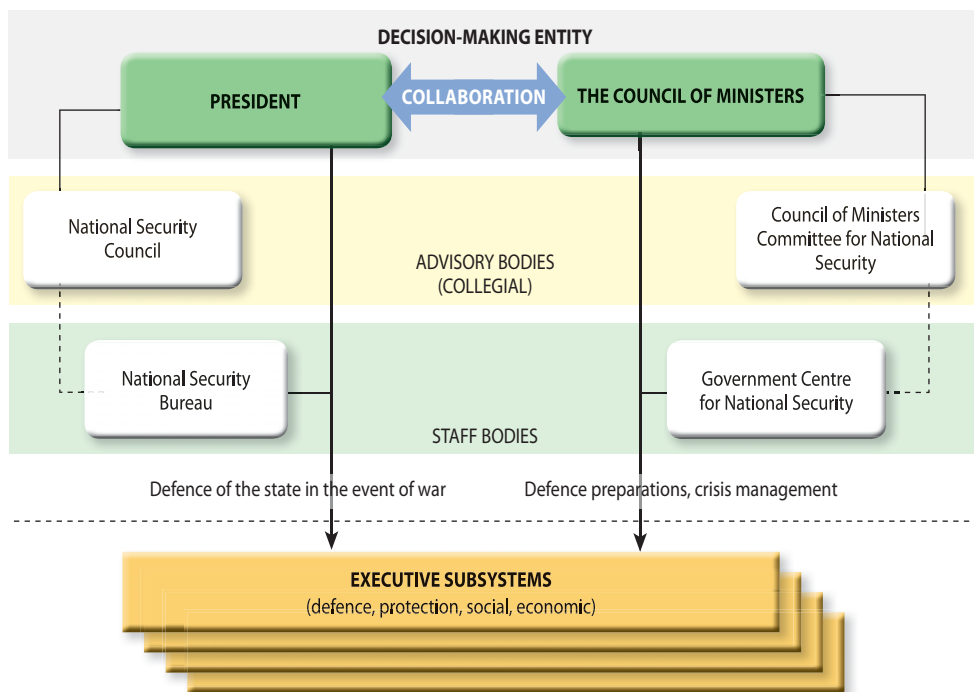 DECISION-MAKING ENTITY
PRESIDENT
COLLABORATION
THE COUNCIL OF MINISTERS
National Security
Council
Council of Ministers
Committee for National
Security
ADVISORY BODIES
(COLLEGIAL)
National Security
Bureau
Government Centre
for National Security
STAFF BODIES
Defence of the state in the event of war
Defence preparations, crisis management
EXECUTIVE SUBSYSTEMS
(defence, protection, social, economic)